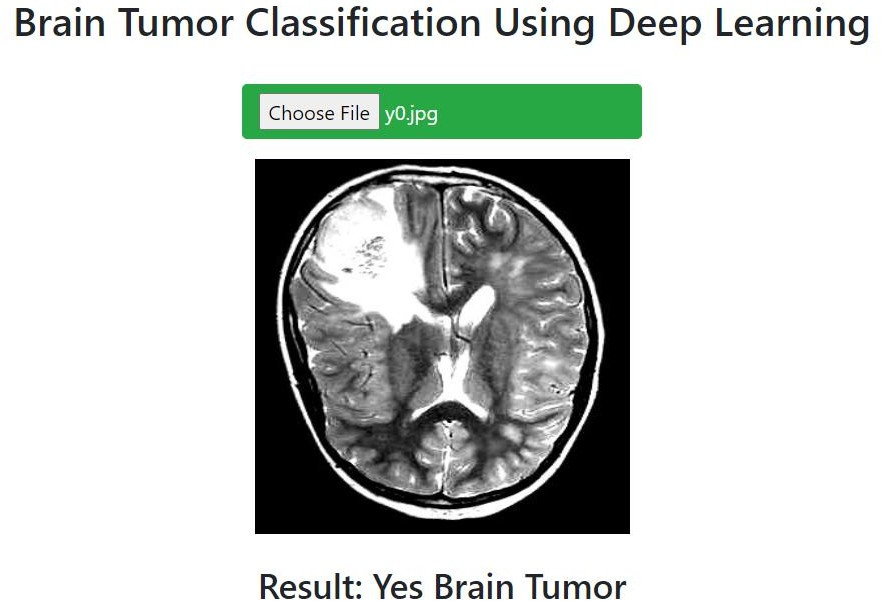 Brain Tumor Classification Using Deep Learning
Choose File y0.jpg
Result: Yes Brain Tumor